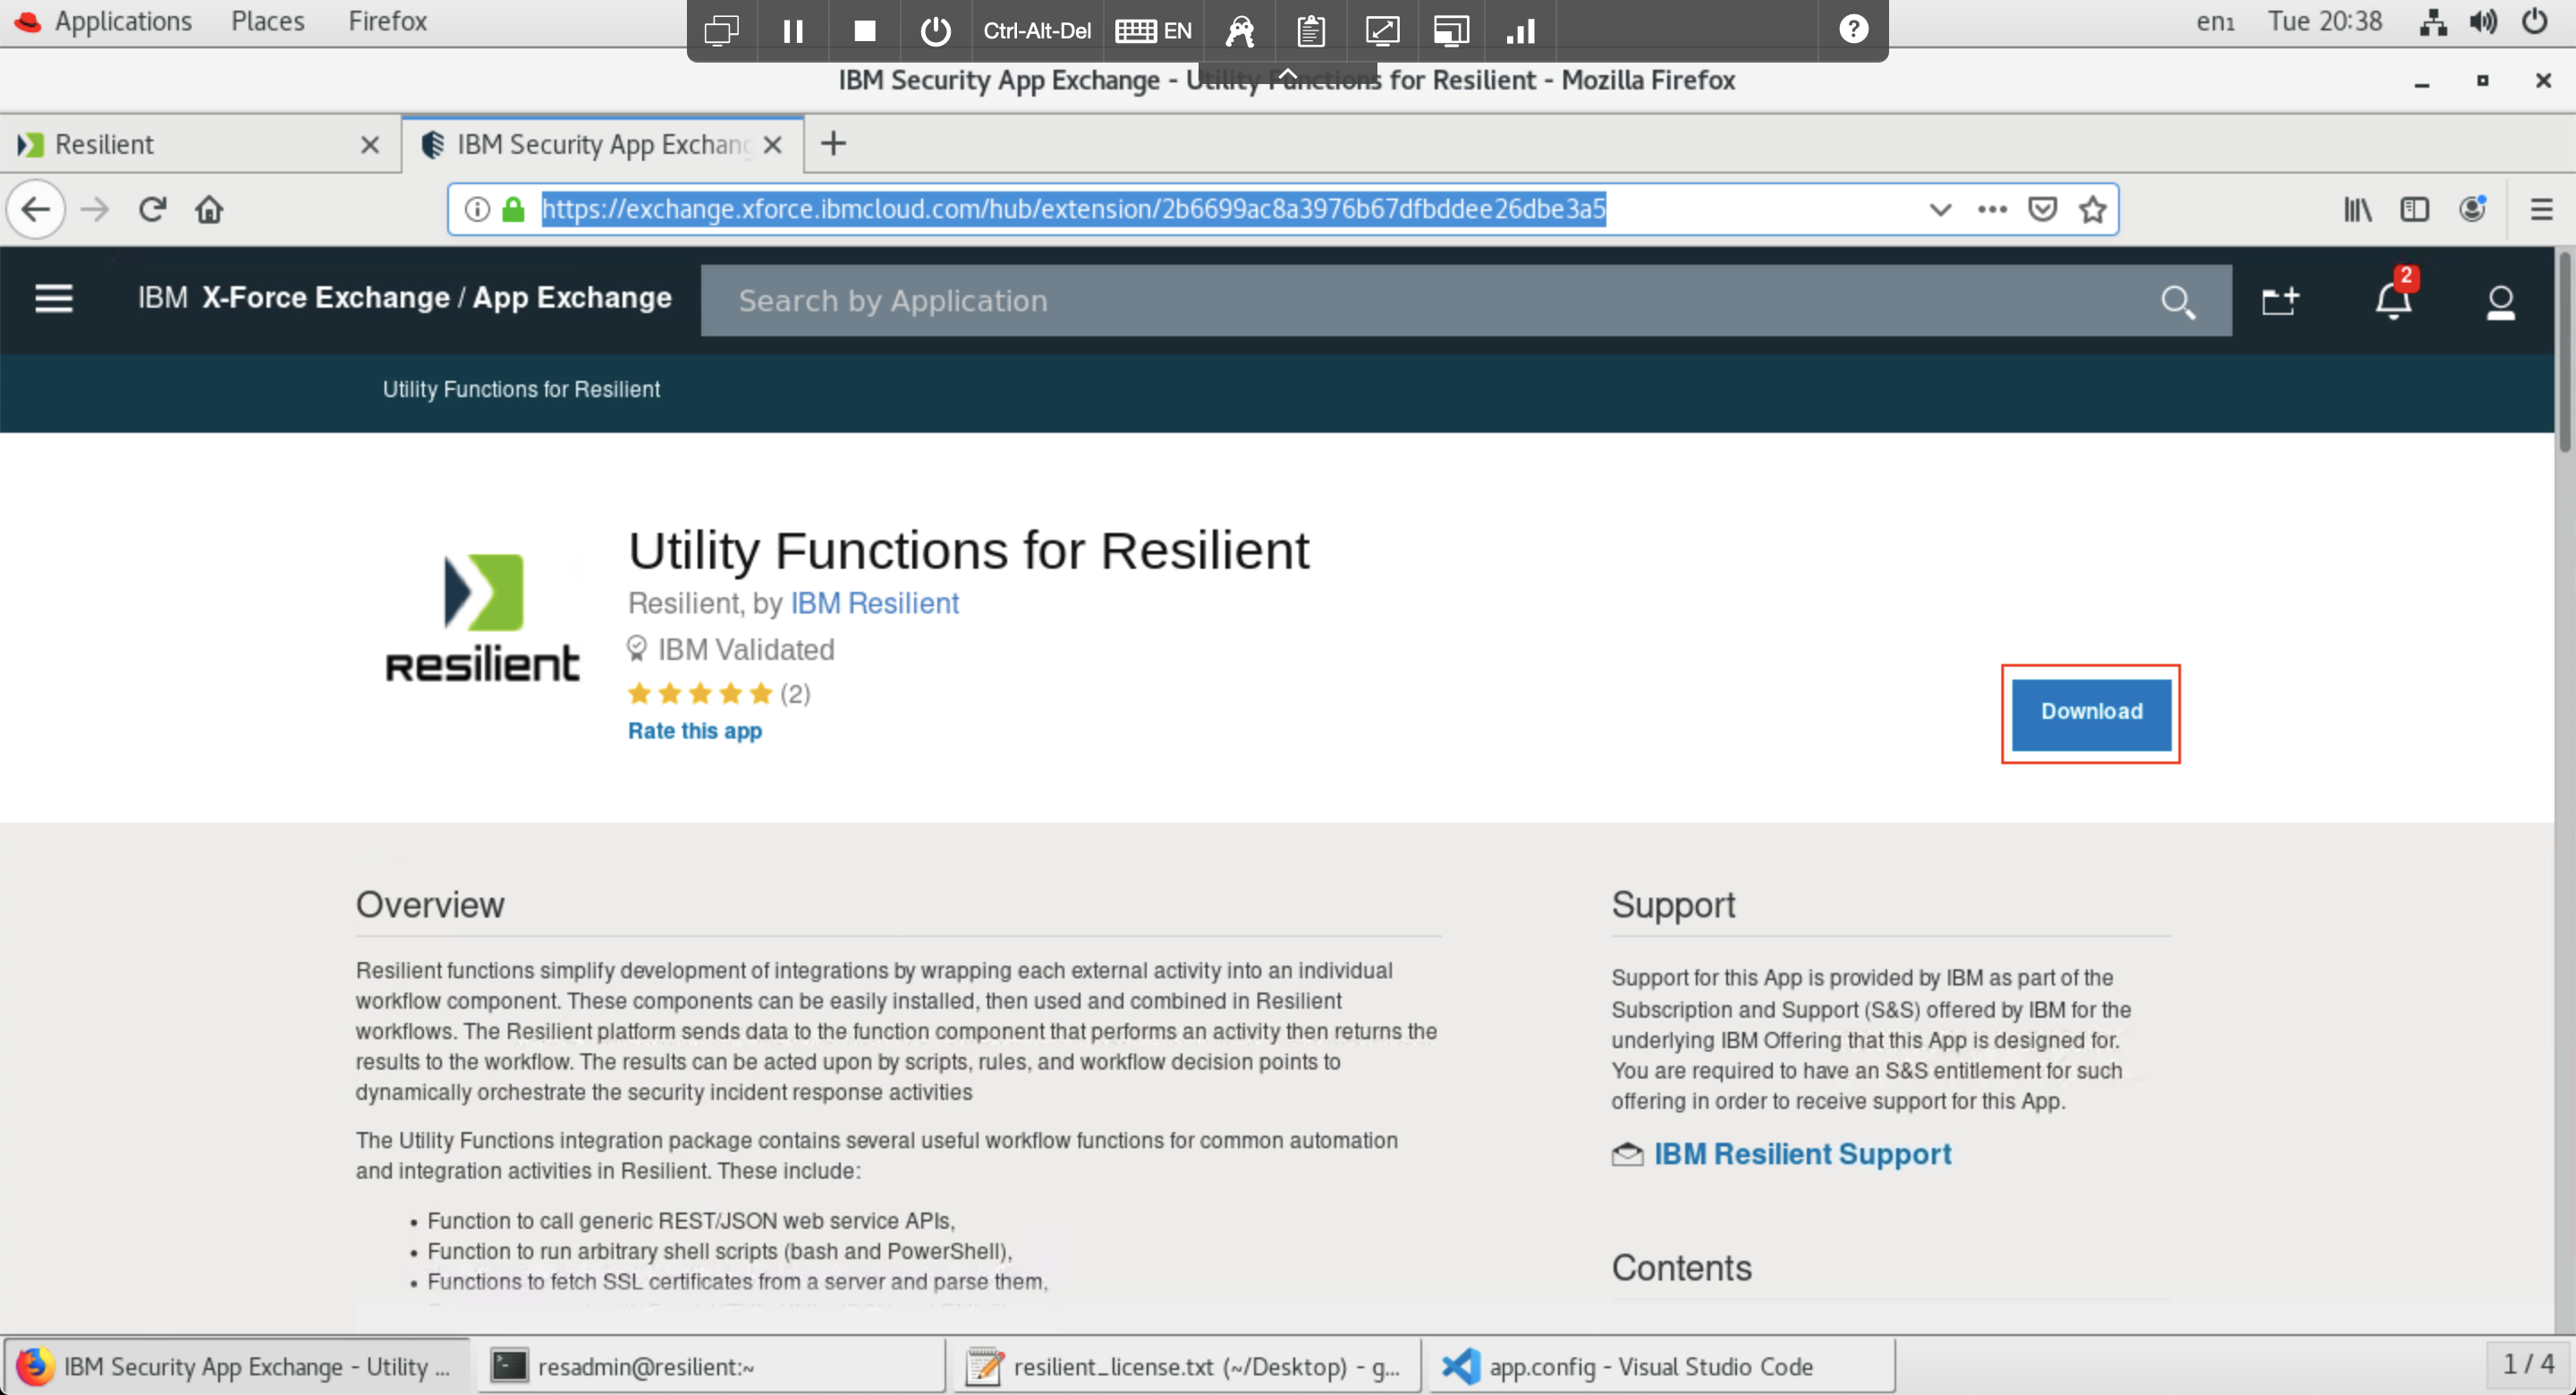 Applications Places Firefox
Ctrl-Alt-Del EN
?
en1 Tue 20:38
IBM Security App Exchange - Utility Functions for Resilient - Mozilla Firefox
Resilient
IBM Security App Exchang
https://exchange.xforce.ibmcloud.com/hub/extension/2b6699ac8a3976b67dfbddee26dbe3a5
IBM X-Force Exchange / App Exchange
Search by Application
2
Utility Functions for Resilient
Resilient
Utility Functions for Resilient
Resilient, by IBM Resilient
IBM Validated
(2)
Rate this app
Download
Overview
Resilient functions simplify development of integrations by wrapping each external activity into an individual
workflow component. These components can be easily installed, then used and combined in Resilient
workflows. The Resilient platform sends data to the function component that performs an activity then returns the
results to the workflow. The results can be acted upon by scripts, rules, and workflow decision points to
dynamically orchestrate the security incident response activities
The Utility Functions integration package contains several useful workflow functions for common automation
and integration activities in Resilient. These include:
• Function to call generic REST/JSON web service APIs,
• Function to run arbitrary shell scripts (bash and PowerShell),
• Functions to fetch SSL certificates from a server and parse them,
Support
Support for this App is provided by IBM as part of the
Subscription and Support (S&S) offered by IBM for the
underlying IBM Offering that this App is designed for.
You are required to have an S&S entitlement for such
offering in order to receive support for this App.
IBM Resilient Support
Contents
IBM Security App Exchange - Utility ...
resadmin@resilient:~
resilient_license.txt (~/Desktop) - g...
app.config - Visual Studio Code
1 / 4